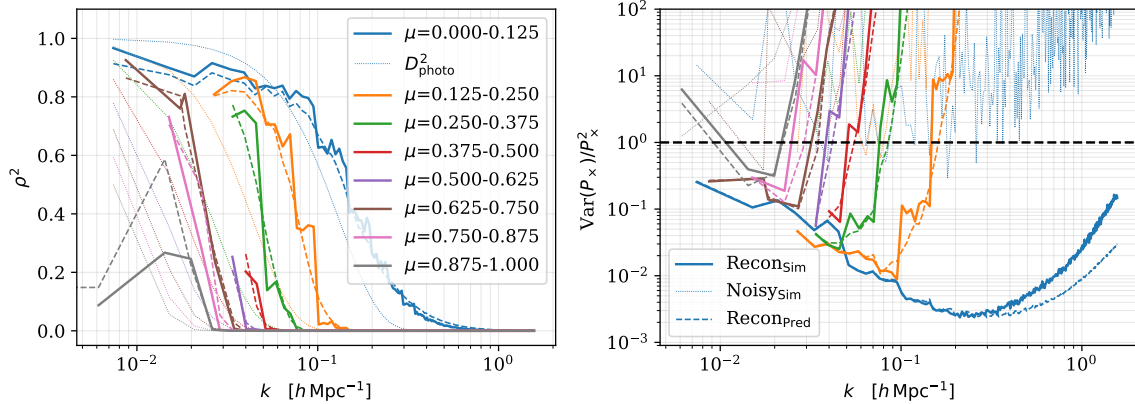 1.0
0.8
0.6
0.4
0.2
0.0
ρ²
10⁻²
10⁻¹
10⁰
k [h Mpc⁻¹]
μ=0.000-0.125
D²photo
μ=0.125-0.250
μ=0.250-0.375
μ=0.375-0.500
μ=0.500-0.625
μ=0.625-0.750
μ=0.750-0.875
μ=0.875-1.000
10²
10¹
10⁰
10⁻¹
10⁻²
10⁻³
Var(P×)/P²×
10⁻²
10⁻¹
10⁰
k [h Mpc⁻¹]
ReconSim
NoisySim
ReconPred